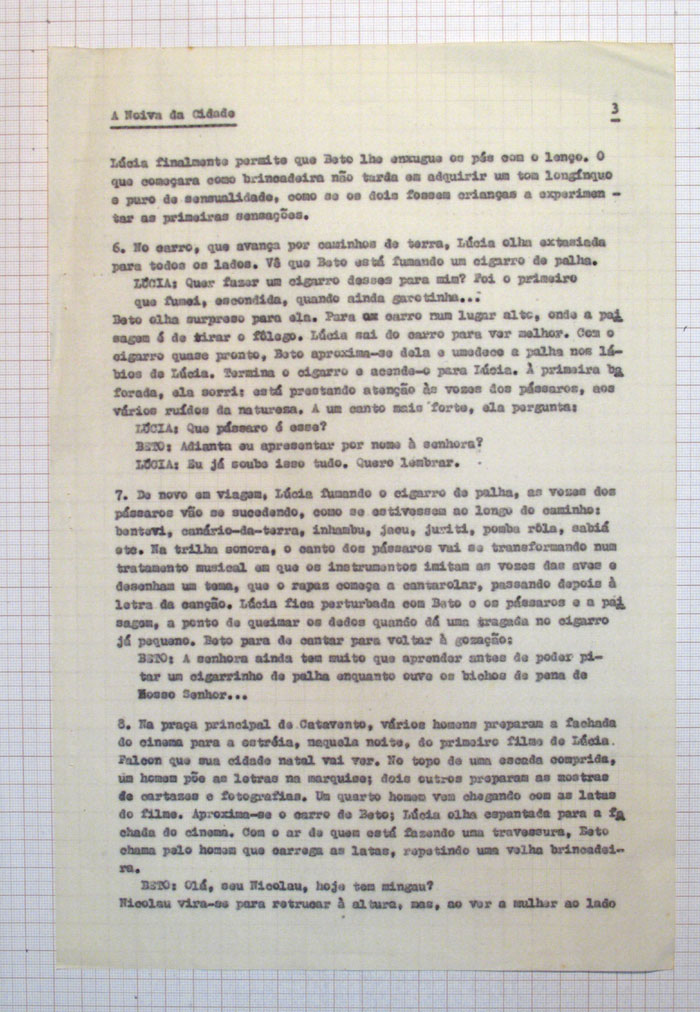 A Noiva da Cidade
3
Lúcia finalmente permite que Beto lhe enxugue os pés com o lenço. O
que começara como brincadeira não tarda em adquirir um tom longínquo
e puro de sensualidade, como se os dois fossem crianças a experimen -
tar as primeiras sensações.
6. No carro, que avança por caminhos de terra, Lúcia olha extasiada
para todos os lados. Vê que Beto está fumando um cigarro de palha.
LÚCIA: Quer fazer um cigarro desses para mim? Foi o primeiro
que fumei, escondida, quando ainda garotinha...
Beto olha surpreso para ela. Para o carro num lugar alto, onde a pai
sagem é de tirar o fôlego. Lúcia sai do carro para ver melhor. Com o
cigarro quase pronto, Beto aproxima-se dela e umedece a palha nos lá-
bios de Lúcia. Termina o cigarro e acende-o para Lúcia. À primeira ba
forada, ela sorri: está prestando atenção às vozes dos pássaros, aos
vários ruídos da natureza. A um canto mais forte, ela pergunta:
LÚCIA: Que pássaro é esse?
BETO: Adianta eu apresentar por nome à senhora?
LÚCIA: Eu já soube isso tudo. Quero lembrar.
7. De novo em viagem, Lúcia fumando o cigarro de palha, as vozes dos
pássaros vão se sucedendo, como se estivessem ao longo do caminho:
bentevi, canário-da-terra, inhambu, jacu, juriti, pomba rôla, sabiá
etc. Na trilha sonora, o canto dos pássaros vai se transformando num
tratamento musical em que os instrumentos imitam as vozes das aves e
desenham um tema, que o rapaz começa a cantarolar, passando depois à
letra da canção. Lúcia fica perturbada com Beto e os pássaros e a pai
sagem, a ponto de queimar os dedos quando dá uma tragada no cigarro
já pequeno. Beto para de cantar para voltar à gozação:
BETO: A senhora ainda tem muito que aprender antes de poder pi-
tar um cigarrinho de palha enquanto ouve os bichos de pena de
Nosso Senhor...
8. Na praça principal de Catavento, vários homens preparam a fachada
do cinema para a estréia, naquela noite, do primeiro filme de Lúcia
Falcon que sua cidade natal vai ver. No topo de uma escada comprida,
um homem põe as letras na marquise; dois outros preparam as mostras
de cartazes e fotografias. Um quarto homem vem chegando com as latas
do filme. Aproxima-se o carro de Beto; Lúcia olha espantada para a fa
chada do cinema. Com o ar de quem está fazendo uma travessura, Beto
chama pelo homem que carrega as latas, repetindo uma velha brincadei-
ra.
BETO: Olá, seu Nicolau, hoje tem mingau?
Nicolau vira-se para retrucar à altura, mas, ao ver a mulher ao lado